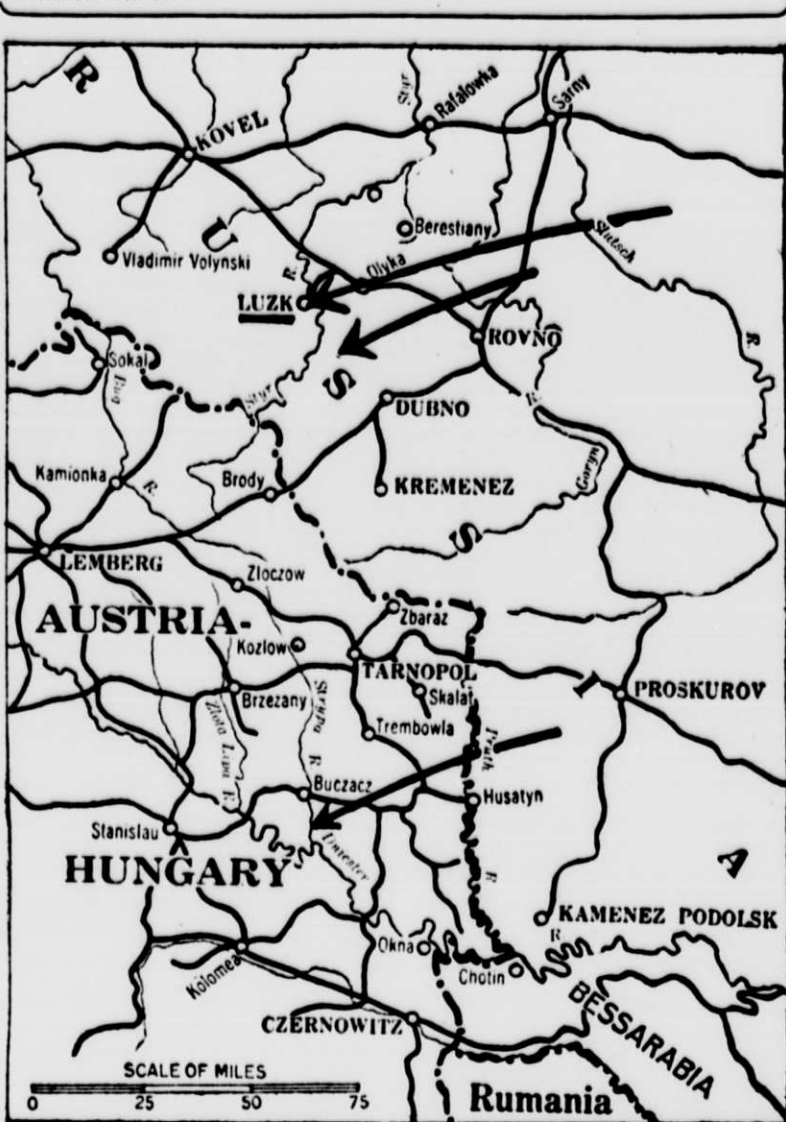 R
KOVEL
Styr
Rafalowka
Sarny
U
Berestiany
Slutsch
Vladimir Volynski
R.
Olyka
LUZK
S
ROVNO
R.
Sokal
Bug
Styr
DUBNO
R.
Kamionka
R.
Brody
KREMENEZ
Goryn
S
LEMBERG
Zloczow
Zbaraz
AUSTRIA-
Kozlow
TARNOPOL
Skalat
I
PROSKUROV
Brzezany
Strypa
Trembowla
Zlota Lipa R.
R
Buczacz
Husatyn
Stanislau
Dniester
HUNGARY
R
A
KAMENEZ PODOLSK
R
Okna
Chotin
Kolomea
BESSARABIA
CZERNOWITZ
SCALE OF MILES
0 25 50 75
Rumania